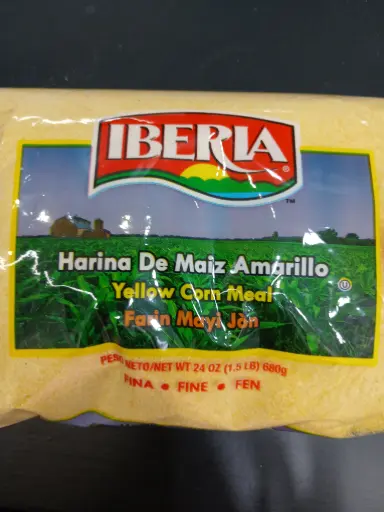 IBERIA
®
™
Harina De Maiz Amarillo
Yellow Corn Meal
Farin Mayi Jòn
U
PESO NETO/NET WT 24 OZ (1.5 LB) 680g
FINA • FINE • FEN